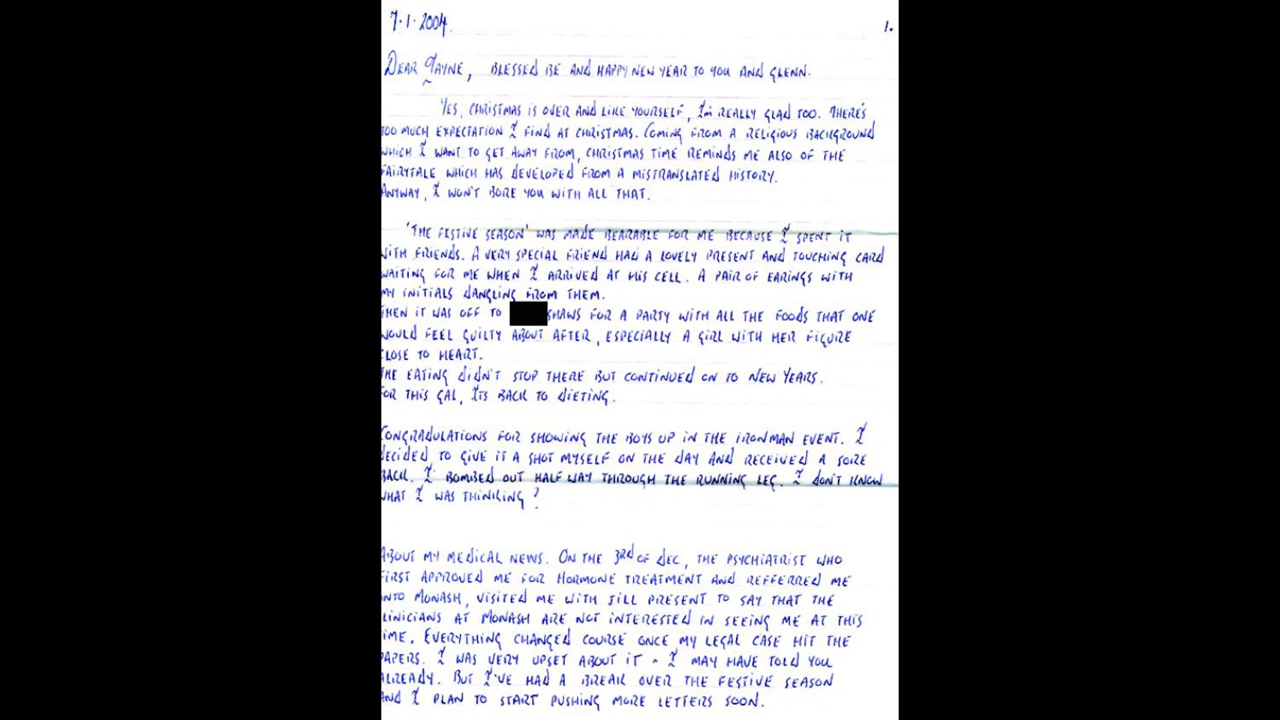 7.1.2004.
1.
DEAR JAYNE, BLESSED BE AND HAPPY NEW YEAR TO YOU AND GLENN.
YES, CHRISTMAS IS OVER AND LIKE YOURSELF, I'm REALLY GLAD TOO. THERE'S
TOO MUCH EXPECTATION I FIND AT CHRISTMAS. COMING FROM A RELIGIOUS BACKGROUND
WHICH I WANT TO GET AWAY FROM, CHRISTMAS TIME REMINDS ME ALSO OF THE
FAIRYTALE WHICH HAS DEVELOPED FROM A MISTRANSLATED HISTORY.
ANYWAY, I WON'T BORE YOU WITH ALL THAT.
'THE FESTIVE SEASON' WAS MADE BEARABLE FOR ME BECAUSE I SPENT IT
WITH FRIENDS. A VERY SPECIAL FRIEND HAD A LOVELY PRESENT AND TOUCHING CARD
WAITING FOR ME WHEN I ARRIVED AT HIS CELL. A PAIR OF EARINGS WITH
MY INITIALS DANGLING FROM THEM.
THEN IT WAS OFF TO SHAWS FOR A PARTY WITH ALL THE FOODS THAT ONE
WOULD FEEL GUILTY ABOUT AFTER, ESPECIALLY A GIRL WITH HER FIGURE
CLOSE TO HEART.
THE EATING DIDN'T STOP THERE BUT CONTINUED ON TO NEW YEARS.
FOR THIS GAL, ITS BACK TO DIETING.
CONGRADULATIONS FOR SHOWING THE BOYS UP IN THE IRONMAN EVENT. I
DECIDED TO GIVE IT A SHOT MYSELF ON THE DAY AND RECEIVED A SORE
BACK. I BOMBED OUT HALF WAY THROUGH THE RUNNING LEG. I DON'T KNOW
WHAT I WAS THINKING?
ABOUT MY MEDICAL NEWS. ON THE 3RD OF DEC, THE PSYCHIATRIST WHO
FIRST APPROVED ME FOR HORMONE TREATMENT AND REFFERRED ME
INTO MONASH, VISITED ME WITH JILL PRESENT TO SAY THAT THE
CLINICIANS AT MONASH ARE NOT INTERESTED IN SEEING ME AT THIS
TIME. EVERYTHING CHANGED COURSE ONCE MY LEGAL CASE HIT THE
PAPERS. I WAS VERY UPSET ABOUT IT - I MAY HAVE TOLD YOU
ALREADY. BUT I'VE HAD A BREAK OVER THE FESTIVE SEASON
AND I PLAN TO START PUSHING MORE LETTERS SOON.